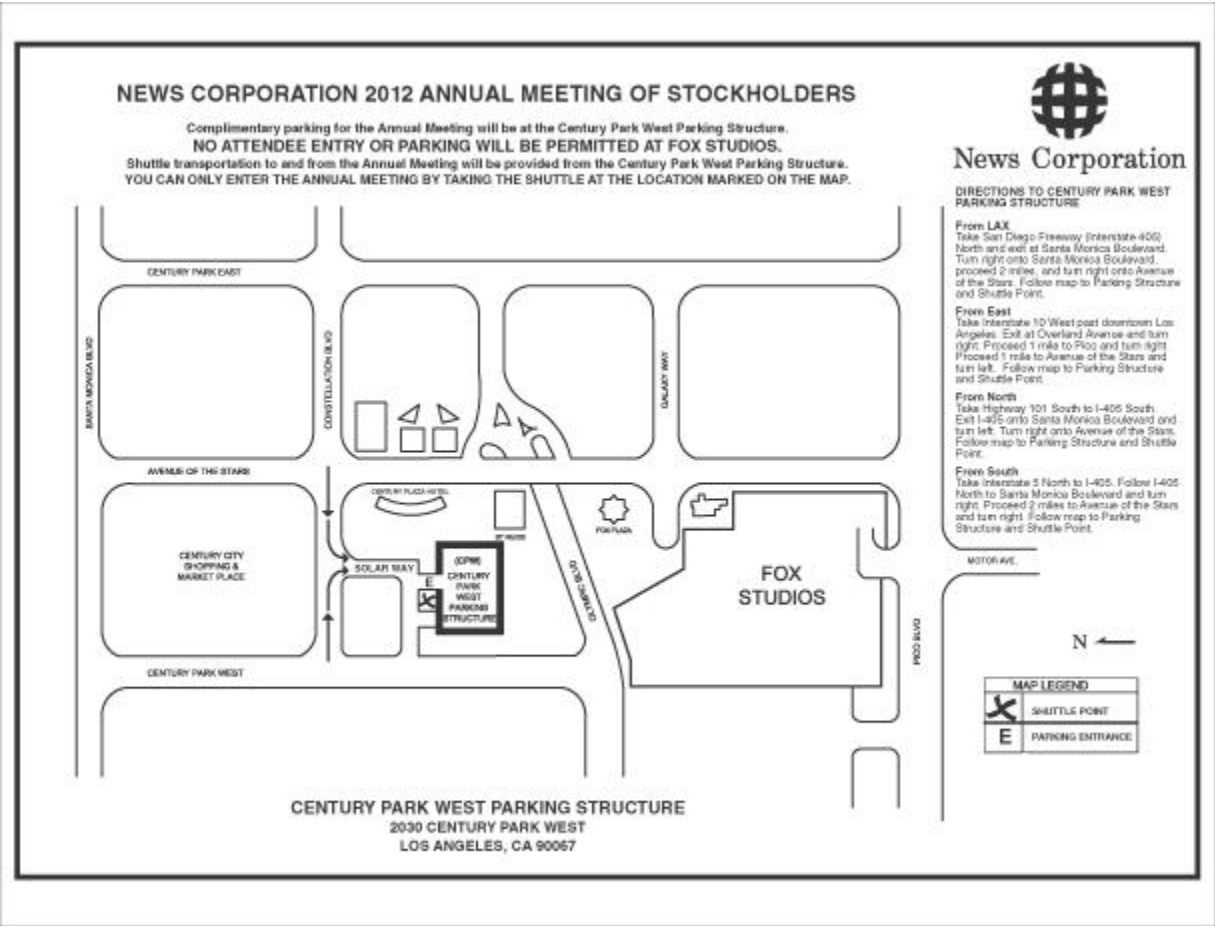 NEWS CORPORATION 2012 ANNUAL MEETING OF STOCKHOLDERS
Complimentary parking for the Annual Meeting will be at the Century Park West Parking Structure.
NO ATTENDEE ENTRY OR PARKING WILL BE PERMITTED AT FOX STUDIOS.
Shuttle transportation to and from the Annual Meeting will be provided from the Century Park West Parking Structure.
YOU CAN ONLY ENTER THE ANNUAL MEETING BY TAKING THE SHUTTLE AT THE LOCATION MARKED ON THE MAP.
News Corporation
DIRECTIONS TO CENTURY PARK WEST
PARKING STRUCTURE
From LAX
Take San Diego Freeway (Interstate 405)
North and exit at Santa Monica Boulevard.
Turn right onto Santa Monica Boulevard,
proceed 2 miles, and turn right onto Avenue
of the Stars. Follow map to Parking Structure
and Shuttle Point.
From East
Take Interstate 10 West past downtown Los
Angeles. Exit at Overland Avenue and turn
right. Proceed 1 mile to Pico and turn right.
Proceed 1 mile to Avenue of the Stars and
turn left. Follow map to Parking Structure
and Shuttle Point.
From North
Take Highway 101 South to I-405 South.
Exit I-405 onto Santa Monica Boulevard and
turn left. Turn right onto Avenue of the Stars.
Follow map to Parking Structure and Shuttle
Point.
From South
Take Interstate 5 North to I-405. Follow I-405
North to Santa Monica Boulevard and turn
right. Proceed 2 miles to Avenue of the Stars
and turn right. Follow map to Parking
Structure and Shuttle Point.
CENTURY PARK EAST
SANTA MONICA BLVD
CONSTELLATION BLVD
GALAXY WAY
AVENUE OF THE STARS
CENTURY PLAZA HOTEL
ST REGIS
FOX PLAZA
CENTURY CITY
SHOPPING &
MARKET PLACE
SOLAR WAY
E
(CPW)
CENTURY
PARK
WEST
PARKING
STRUCTURE
OLYMPIC BLVD
FOX
STUDIOS
MOTOR AVE.
PICO BLVD
CENTURY PARK WEST
N
MAP LEGEND
SHUTTLE POINT
E PARKING ENTRANCE
CENTURY PARK WEST PARKING STRUCTURE
2030 CENTURY PARK WEST
LOS ANGELES, CA 90067